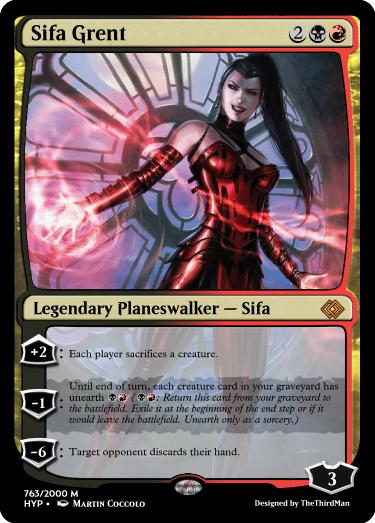 Sifa Grent 2
Legendary Planeswalker — Sifa
+2: Each player sacrifices a creature.
Until end of turn, each creature card in your graveyard has
-1: unearth (: Return this card from your graveyard to
the battlefield. Exile it at the beginning of the end step or if it
would leave the battlefield. Unearth only as a sorcery.)
-6: Target opponent discards their hand.
3
763/2000 M
HYP • Martin Coccolo
Designed by TheThirdMan